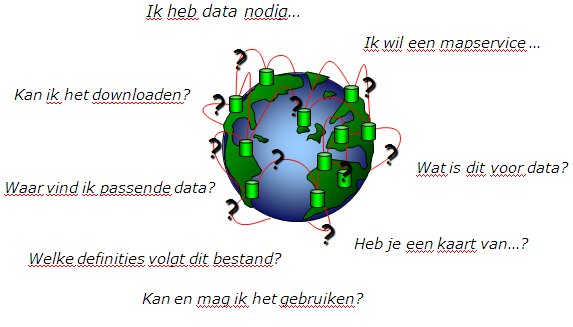 Ik heb data nodig...
Ik wil een mapservice ...
Kan ik het downloaden?
Wat is dit voor data?
Waar vind ik passende data?
Heb je een kaart van...?
Welke definities volgt dit bestand?
Kan en mag ik het gebruiken?
?
?
?
?
?
?
?
?
?
?